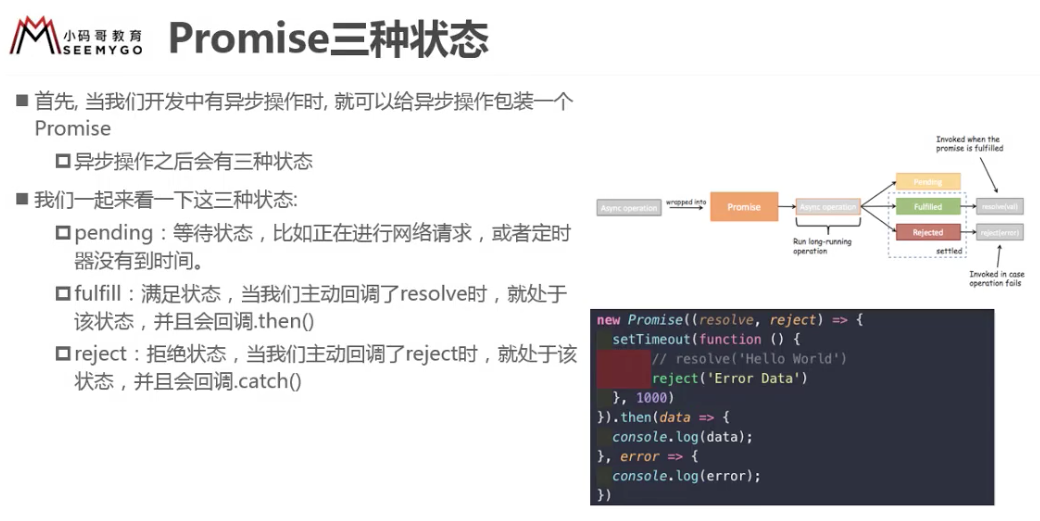 小码哥教育
SEEMYGO
Promise三种状态
首先, 当我们开发中有异步操作时, 就可以给异步操作包装一个
Promise
异步操作之后会有三种状态
我们一起来看一下这三种状态:
pending：等待状态，比如正在进行网络请求，或者定时
器没有到时间。
fulfill：满足状态，当我们主动回调了resolve时，就处于
该状态，并且会回调.then()
reject：拒绝状态，当我们主动回调了reject时，就处于该
状态，并且会回调.catch()
Async operation
wrapped into
Promise
Async operation
Run long-running
operation
Pending
Fulfilled
Rejected
settled
Invoked when the
promise is fulfilled
resolve(val)
reject(error)
Invoked in case
operation fails
new Promise((resolve, reject) => {
setTimeout(function () {
// resolve('Hello World')
reject('Error Data')
}, 1000)
}).then(data => {
console.log(data);
}, error => {
console.log(error);
})